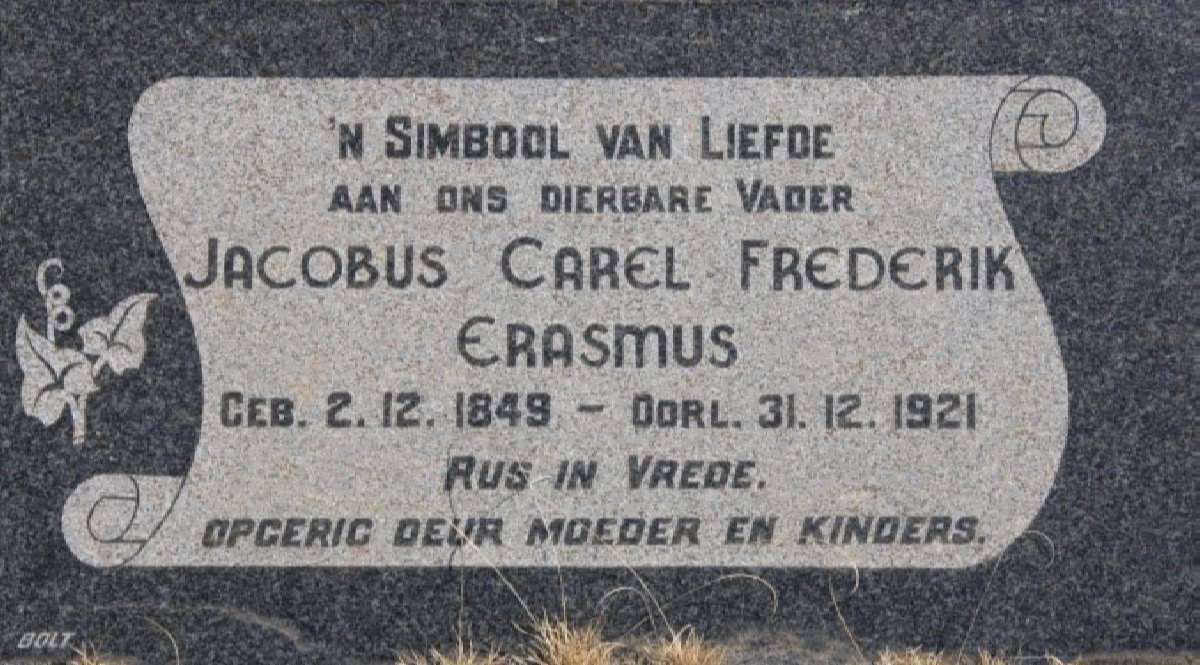 'n Simbool van Liefde
aan ons dierbare Vader
Jacobus Carel Frederik
Erasmus
Geb. 2. 12. 1849 – Oorl. 31. 12. 1921
Rus in Vrede.
Opgerig deur moeder en kinders.
BOLT